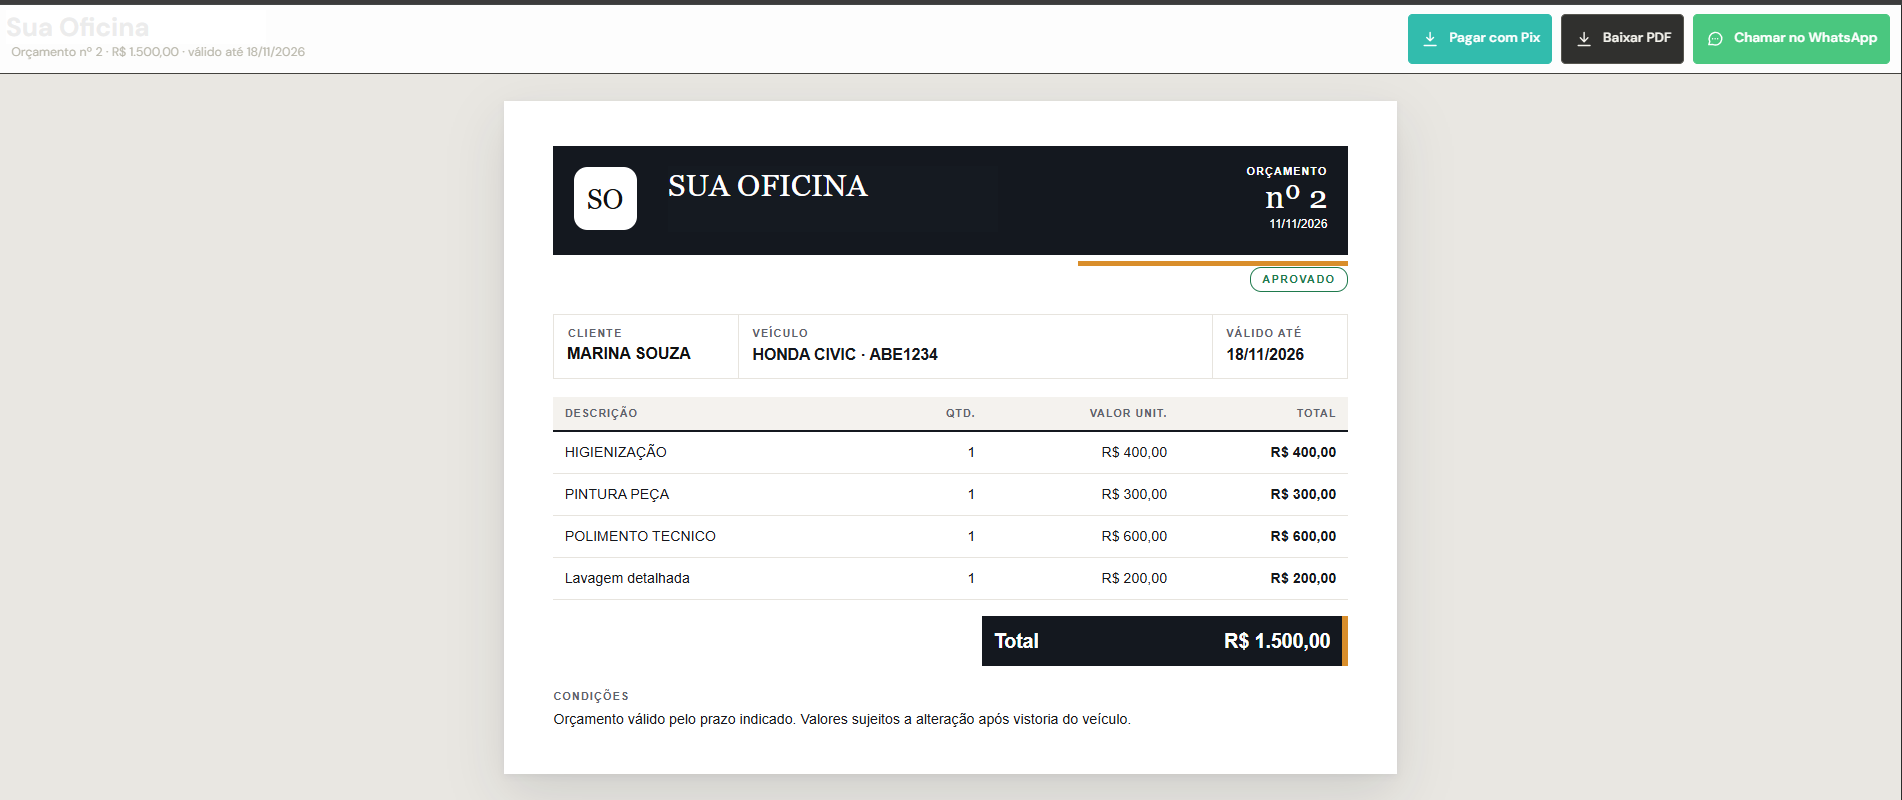 Sua Oficina
Orçamento nº 2 · R$ 1.500,00 · válido até 18/11/2026
Pagar com Pix
Baixar PDF
Chamar no WhatsApp
SO
SUA OFICINA
ORÇAMENTO
nº 2
11/11/2026
APROVADO
CLIENTE
MARINA SOUZA
VEÍCULO
HONDA CIVIC · ABE1234
VÁLIDO ATÉ
18/11/2026
DESCRIÇÃO QTD. VALOR UNIT. TOTAL
HIGIENIZAÇÃO 1 R$ 400,00 R$ 400,00
PINTURA PEÇA 1 R$ 300,00 R$ 300,00
POLIMENTO TECNICO 1 R$ 600,00 R$ 600,00
Lavagem detalhada 1 R$ 200,00 R$ 200,00
Total R$ 1.500,00
CONDIÇÕES
Orçamento válido pelo prazo indicado. Valores sujeitos a alteração após vistoria do veículo.